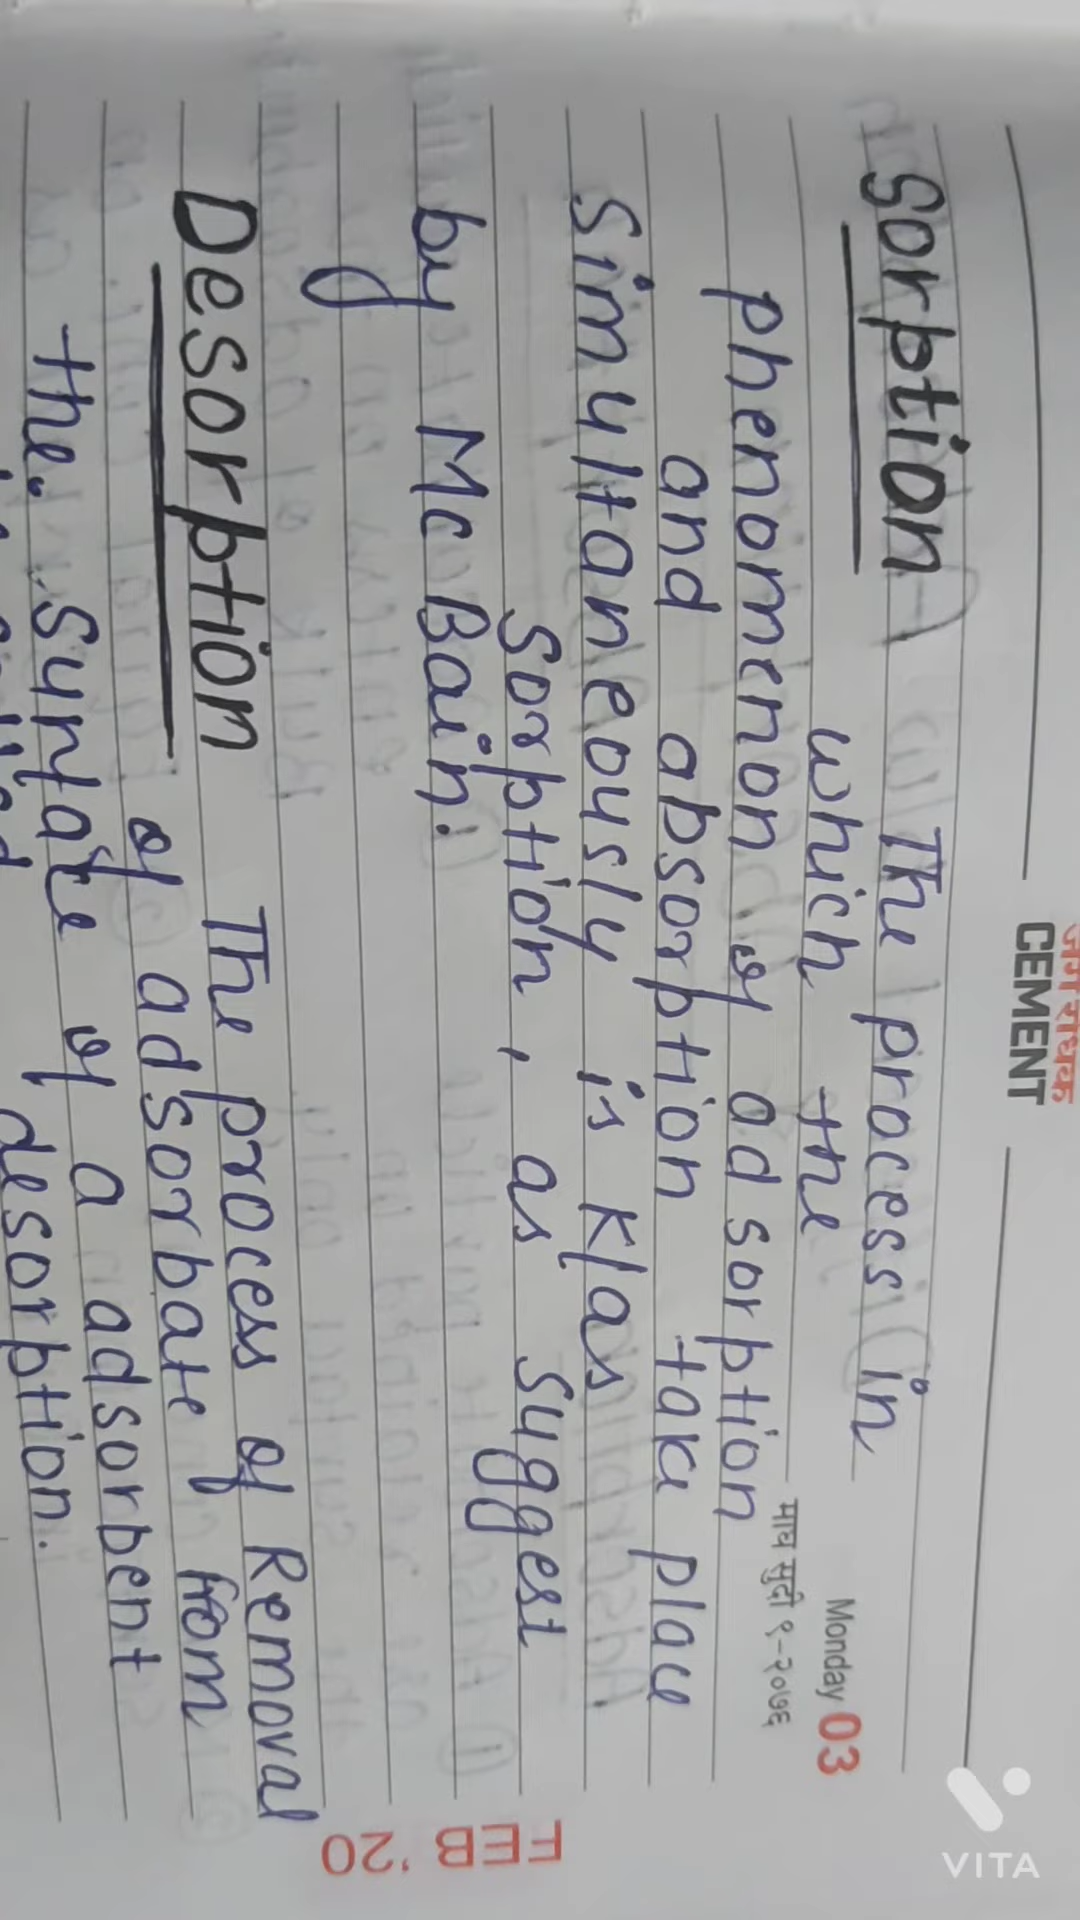 जंग रोधक
CEMENT
Monday 03
माघ सुदी ९-२०७६
Sorption The process in
which the
phenomenon of adsorption
and absorption take place
Simultaneously is Klas
Sorption, as Suggest
by Mc Bain.
Desorption The process of Removal
of adsorbate from
the Surface of a adsorbent
desorption.
FEB '20
VITA